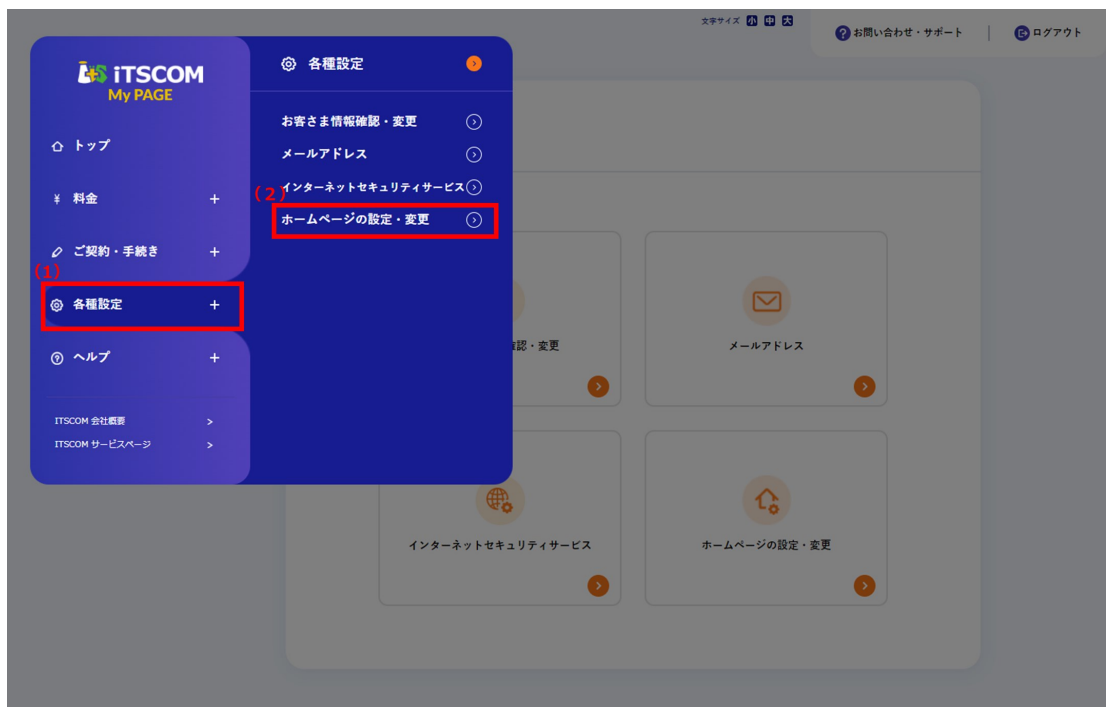 文字サイズ 小 中 大
お問い合わせ・サポート
ログアウト
iTSCOM
My PAGE
トップ
料金
ご契約・手続き
(1)
各種設定
ヘルプ
ITSCOM 会社概要
ITSCOM サービスページ
各種設定
お客さま情報確認・変更
メールアドレス
(2)
インターネットセキュリティサービス
ホームページの設定・変更
認・変更
メールアドレス
インターネットセキュリティサービス
ホームページの設定・変更